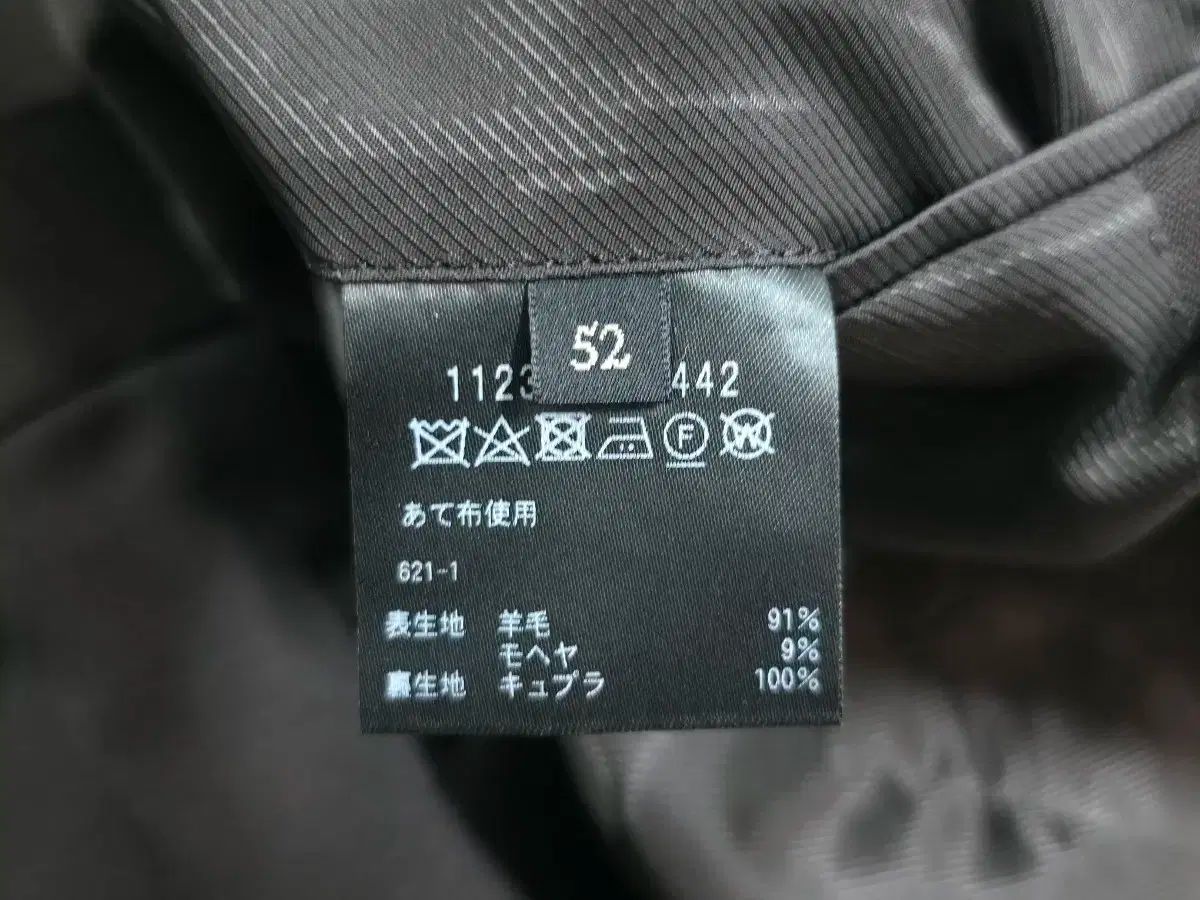 52
1123 442
F W
あて布使用
621-1
表生地 羊毛 91%
モヘヤ 9%
裏生地 キュプラ 100%